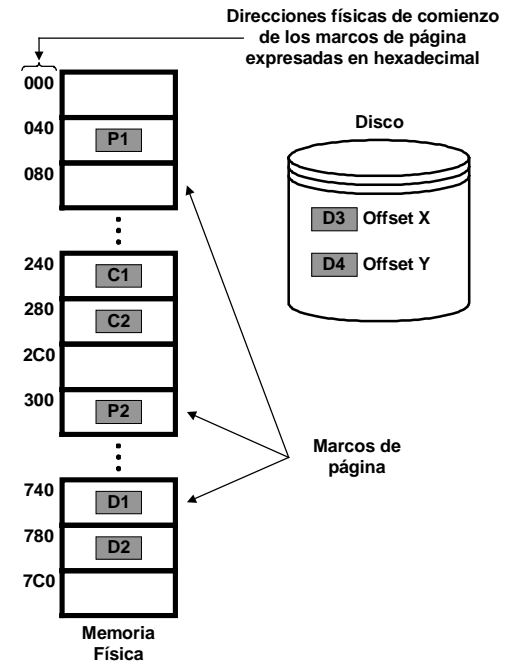 Direcciones físicas de comienzo
de los marcos de página
expresadas en hexadecimal
000
040
P1
080
240
C1
280
C2
2C0
300
P2
740
D1
780
D2
7C0
Memoria
Física
Disco
D3 Offset X
D4 Offset Y
Marcos de
página